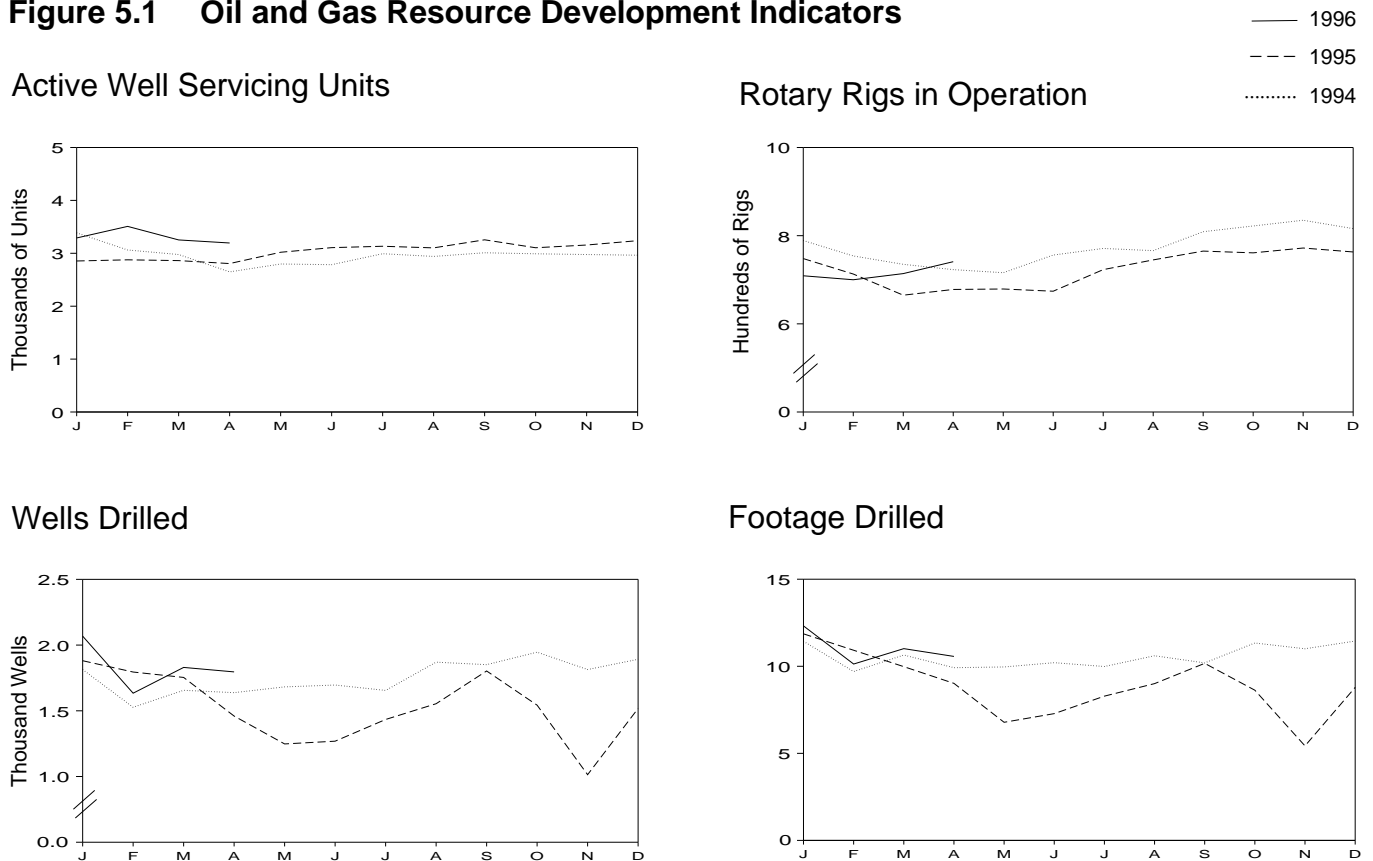 Figure 5.1 Oil and Gas Resource Development Indicators
1996
1995
1994
Active Well Servicing Units
Thousands of Units
5
4
3
2
1
0
J F M A M J J A S O N D
Rotary Rigs in Operation
Hundreds of Rigs
10
8
6
0
J F M A M J J A S O N D
Wells Drilled
Thousand Wells
2.5
2.0
1.5
1.0
0.0
J F M A M J J A S O N D
Footage Drilled
15
10
5
0
J F M A M J J A S O N D